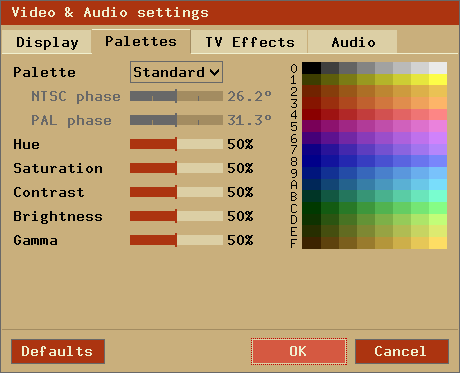 Video & Audio settings
Display Palettes TV Effects Audio
Palette Standard
NTSC phase 26.2°
PAL phase 31.3°
Hue 50%
Saturation 50%
Contrast 50%
Brightness 50%
Gamma 50%
0
1
2
3
4
5
6
7
8
9
A
B
C
D
E
F
Defaults OK Cancel